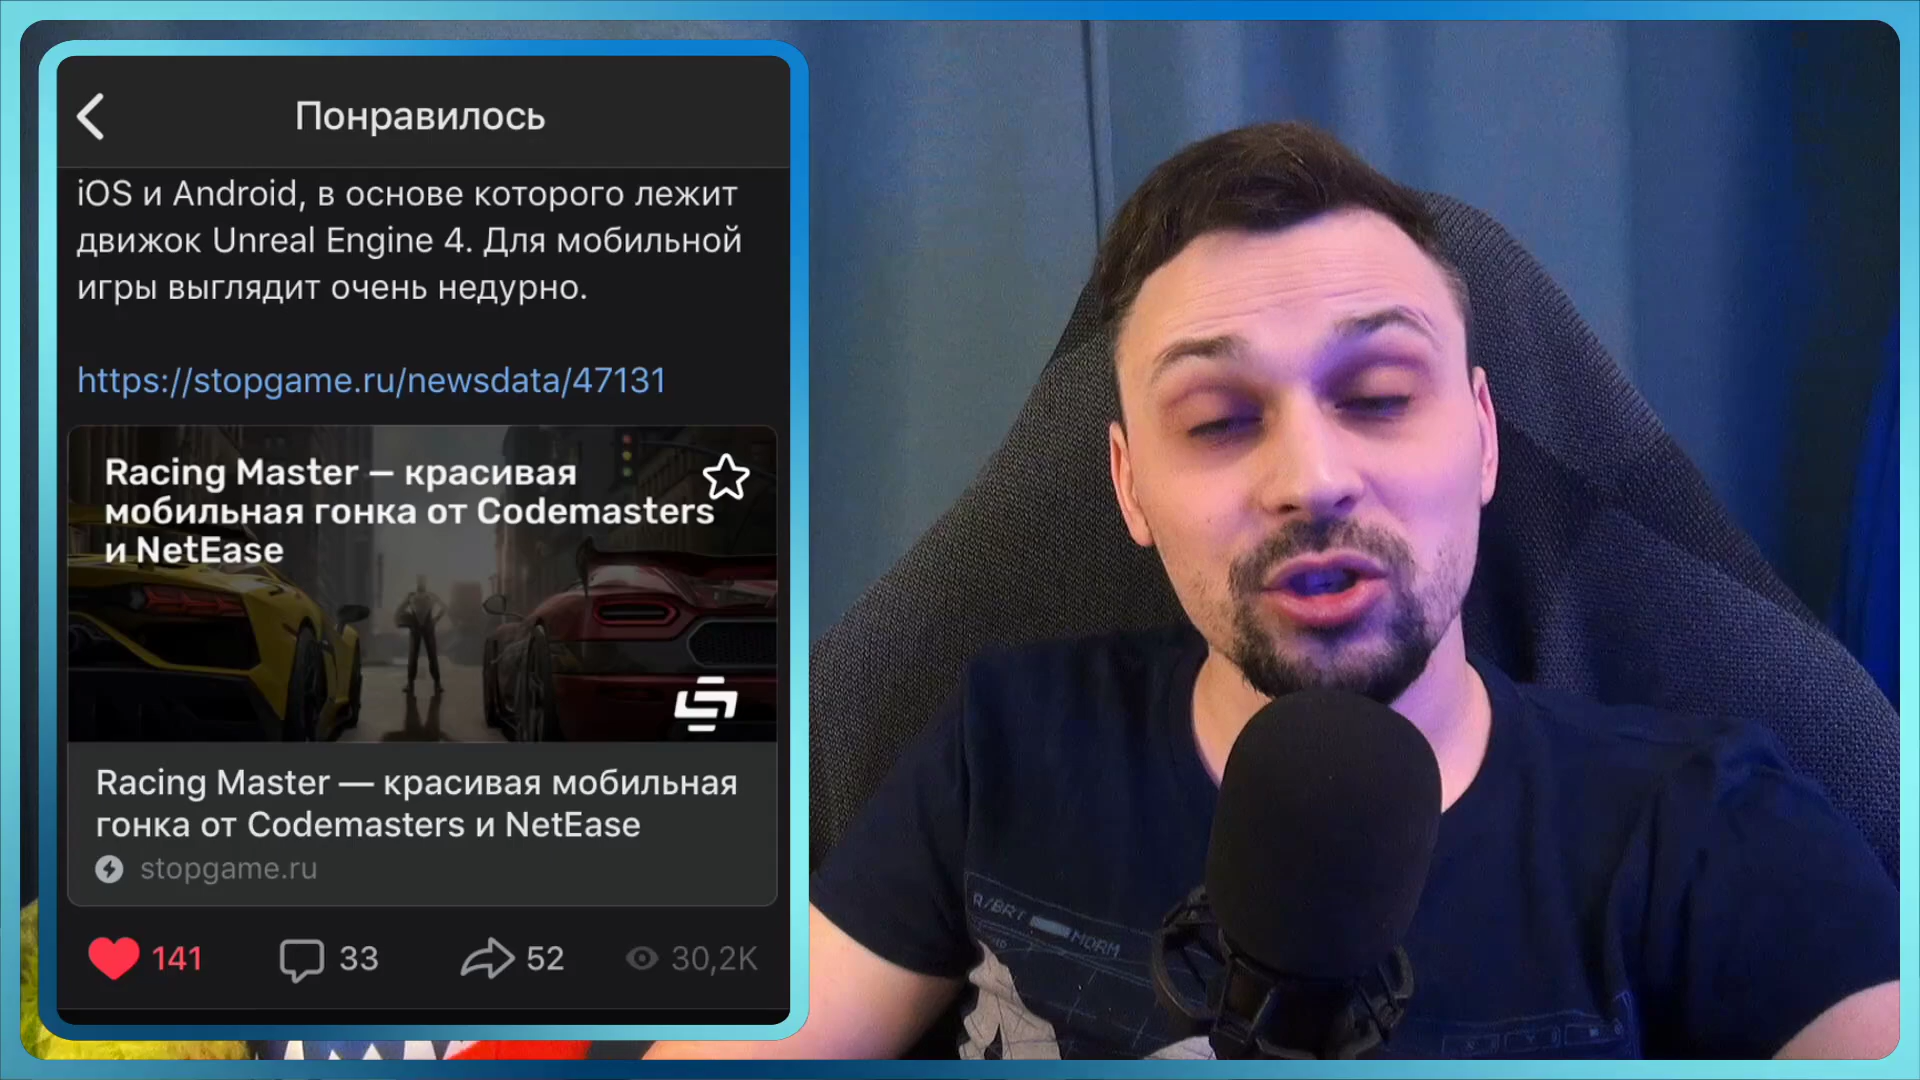 Понравилось
iOS и Android, в основе которого лежит
движок Unreal Engine 4. Для мобильной
игры выглядит очень недурно.
https://stopgame.ru/newsdata/47131
Racing Master – красивая
мобильная гонка от Codemasters
и NetEase
Racing Master — красивая мобильная
гонка от Codemasters и NetEase
stopgame.ru
141 33 52 30,2K
R/BRT MDRM